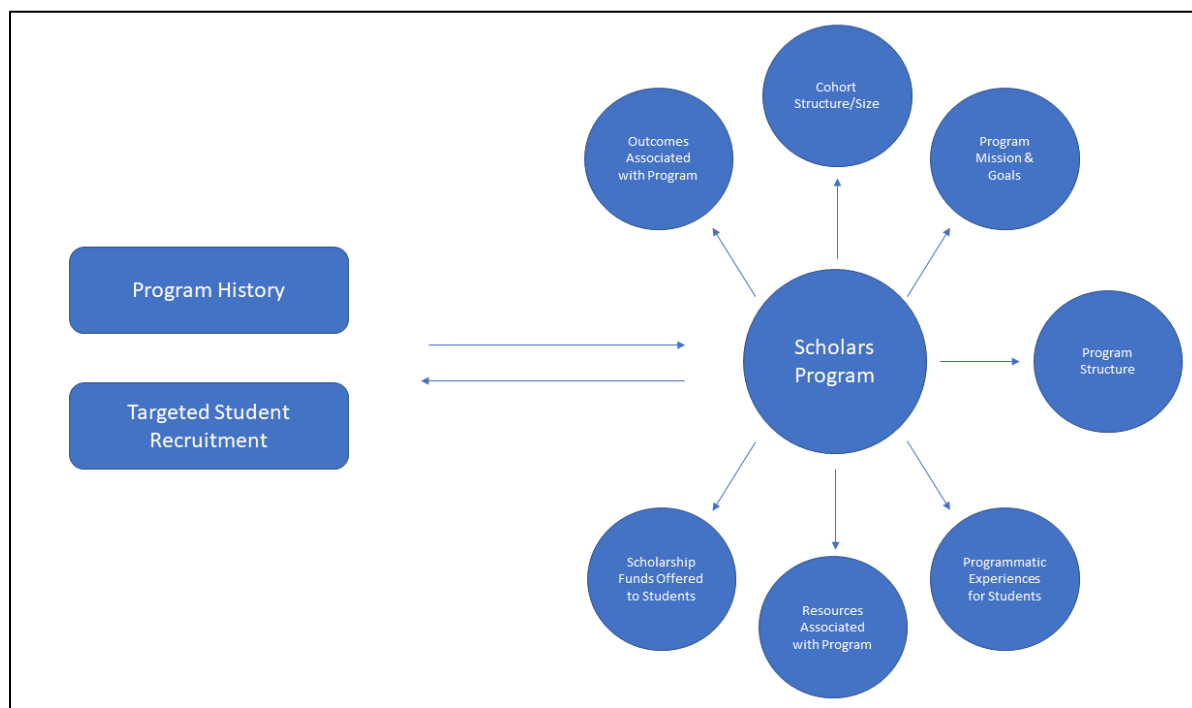 Program History
Targeted Student
Recruitment
Scholars
Program
Outcomes
Associated
with Program
Cohort
Structure/Size
Program
Mission &
Goals
Program
Structure
Programmatic
Experiences
for Students
Resources
Associated
with Program
Scholarship
Funds Offered
to Students